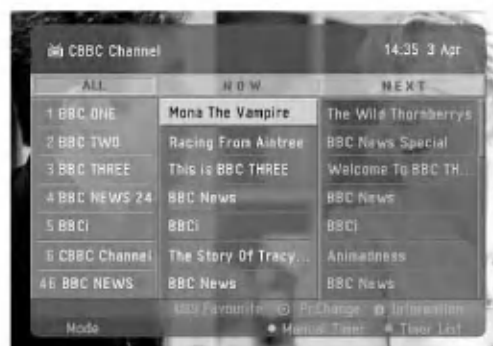 CBBC Channel 14:35 3 Apr
ALL NOW NEXT
1 BBC ONE Mona The Vampire The Wild Thornberrys
2 BBC TWO Racing From Aintree BBC News Special
3 BBC THREE This is BBC THREE Welcome To BBC TH...
4 BBC NEWS 24 BBC News BBC News
5 BBCi BBCi BBCi
6 CBBC Channel The Story Of Tracy... Animadness
46 BBC NEWS BBC News BBC News
Favourite Pr.Change Information
Mode Manual Timer Timer List